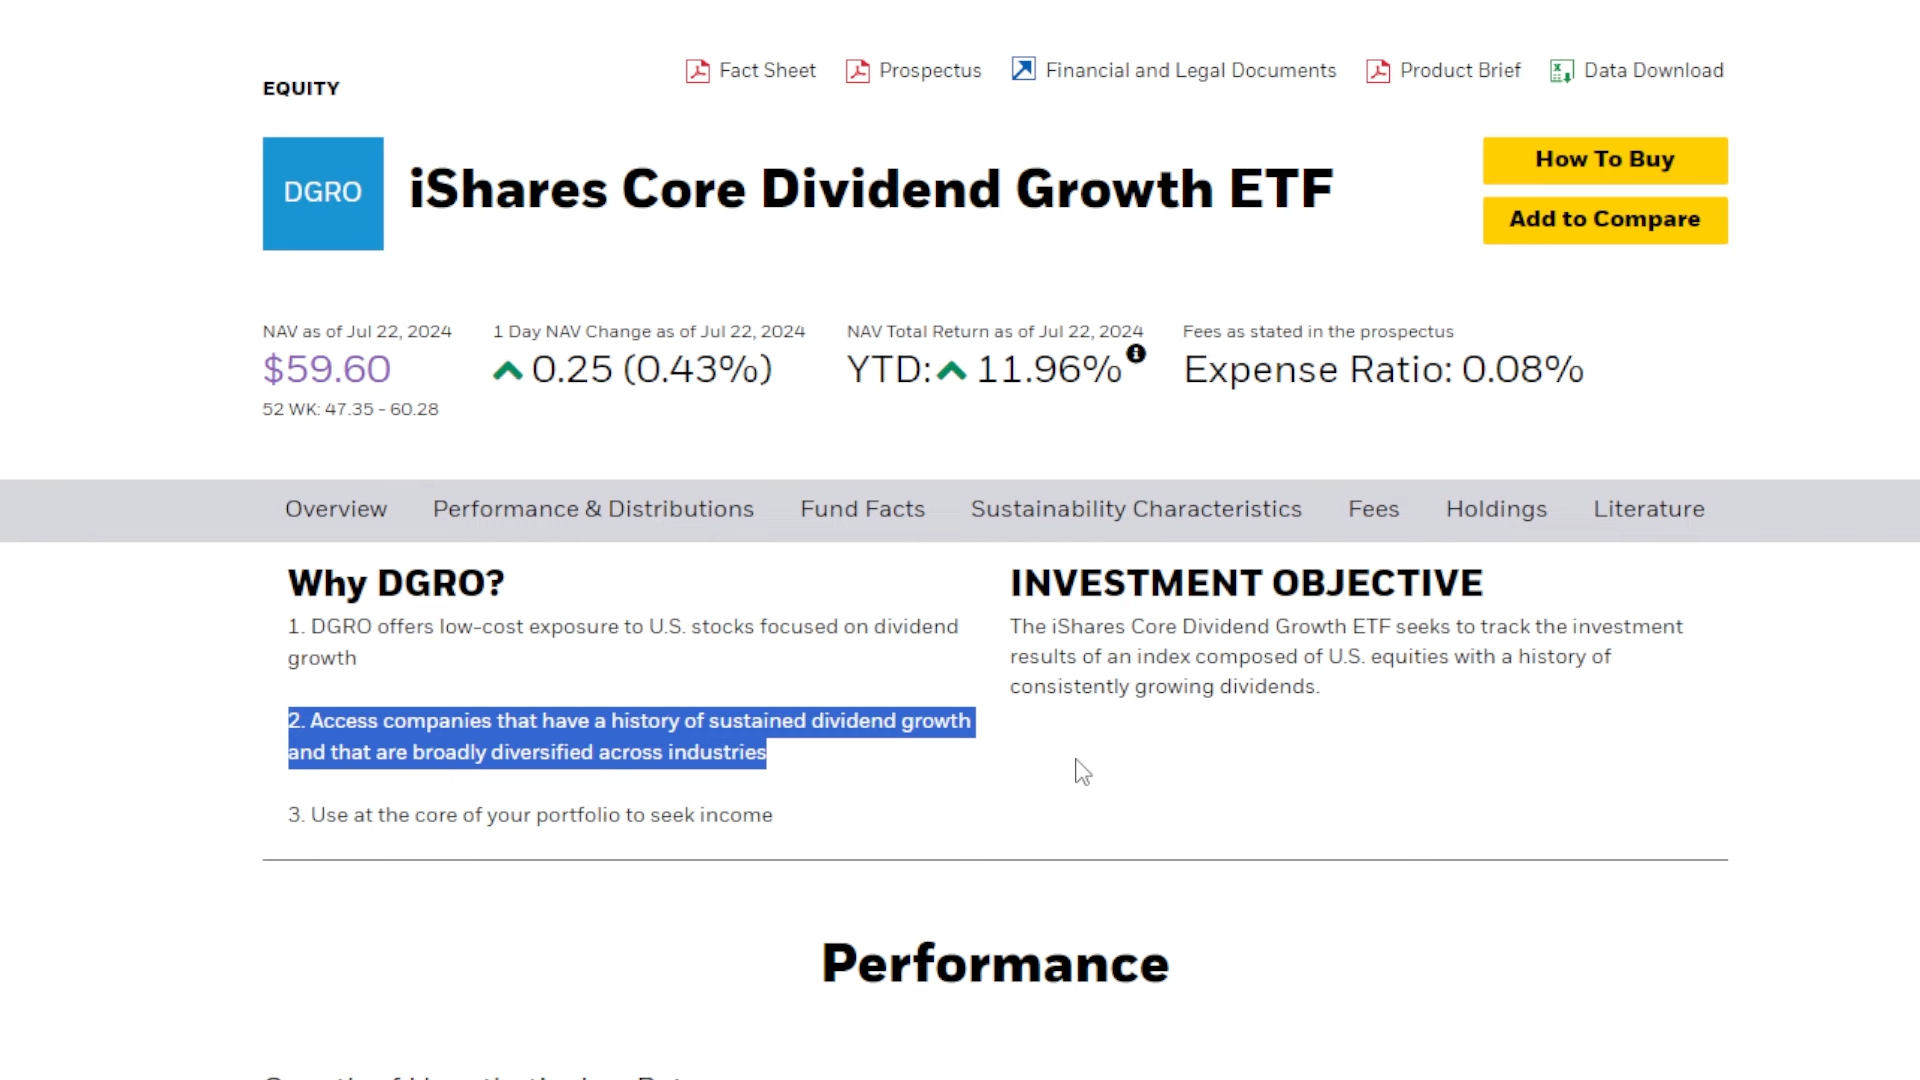 Fact Sheet
Prospectus
Financial and Legal Documents
Product Brief
Data Download
EQUITY
DGRO
iShares Core Dividend Growth ETF
How To Buy
Add to Compare
NAV as of Jul 22, 2024
$59.60
52 WK: 47.35 - 60.28
1 Day NAV Change as of Jul 22, 2024
0.25 (0.43%)
NAV Total Return as of Jul 22, 2024
YTD: 11.96%
Fees as stated in the prospectus
Expense Ratio: 0.08%
Overview
Performance & Distributions
Fund Facts
Sustainability Characteristics
Fees
Holdings
Literature
Why DGRO?
1. DGRO offers low-cost exposure to U.S. stocks focused on dividend
growth
2. Access companies that have a history of sustained dividend growth
and that are broadly diversified across industries
3. Use at the core of your portfolio to seek income
INVESTMENT OBJECTIVE
The iShares Core Dividend Growth ETF seeks to track the investment
results of an index composed of U.S. equities with a history of
consistently growing dividends.
Performance